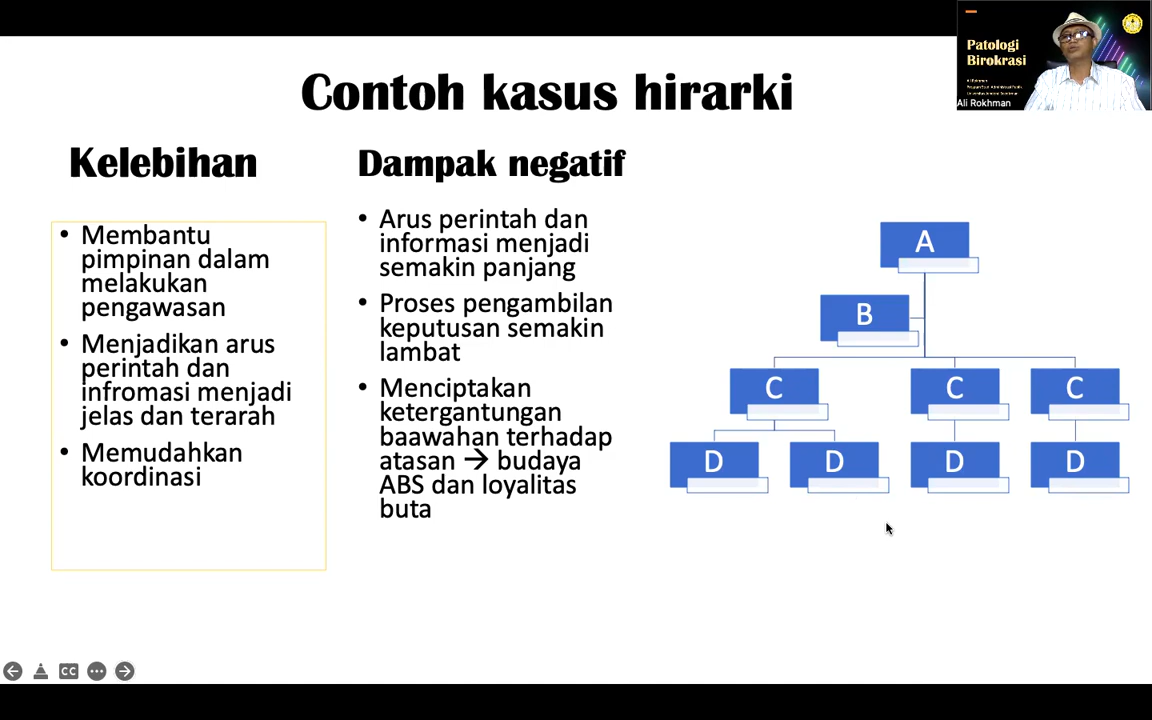 Contoh kasus hirarki
Kelebihan
• Membantu
pimpinan dalam
melakukan
pengawasan
• Menjadikan arus
perintah dan
infromasi menjadi
jelas dan terarah
• Memudahkan
koordinasi
Dampak negatif
• Arus perintah dan
informasi menjadi
semakin panjang
• Proses pengambilan
keputusan semakin
lambat
• Menciptakan
ketergantungan
baawahan terhadap
atasan → budaya
ABS dan loyalitas
buta
A
B
C C C
D D D D
Patologi
Birokrasi
Ali Rokhman
CC